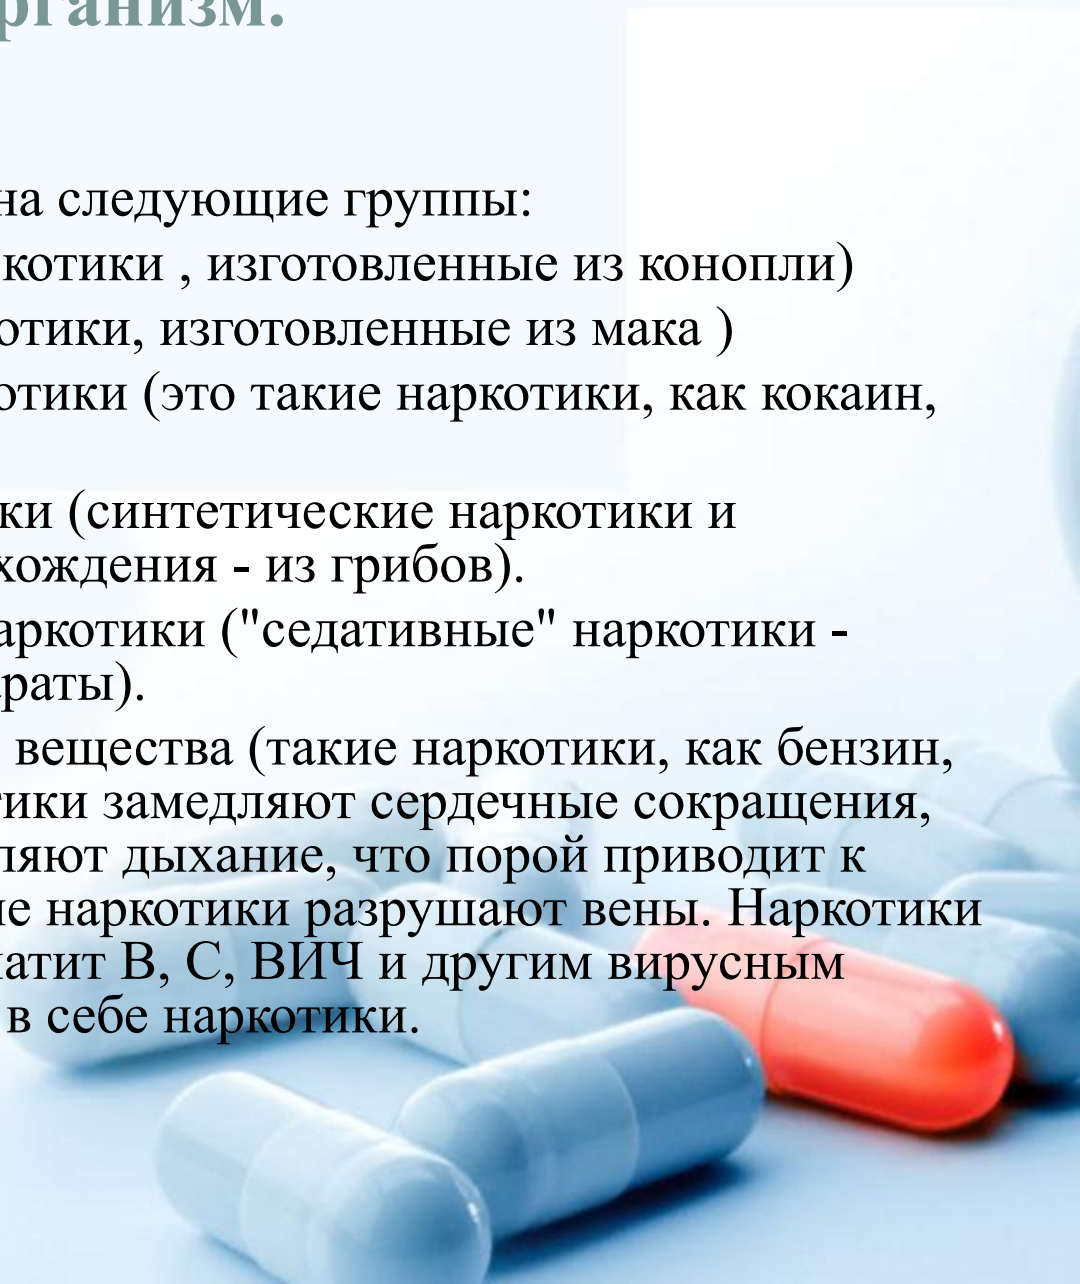 рганизм.
на следующие группы:
котики , изготовленные из конопли)
отики, изготовленные из мака )
отики (это такие наркотики, как кокаин,
ки (синтетические наркотики и
хождения - из грибов).
аркотики ("седативные" наркотики -
раты).
вещества (такие наркотики, как бензин,
тики замедляют сердечные сокращения,
ляют дыхание, что порой приводит к
ие наркотики разрушают вены. Наркотики
патит В, С, ВИЧ и другим вирусным
в себе наркотики.